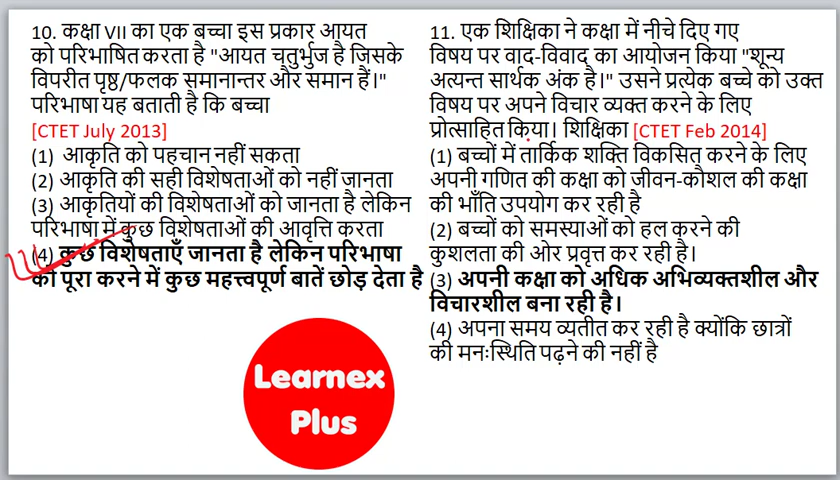 10. कक्षा VII का एक बच्चा इस प्रकार आयत
को परिभाषित करता है "आयत चतुर्भुज है जिसके
विपरीत पृष्ठ/फलक समानान्तर और समान हैं।"
परिभाषा यह बताती है कि बच्चा
[CTET July 2013]
(1) आकृति को पहचान नहीं सकता
(2) आकृति की सही विशेषताओं को नहीं जानता
(3) आकृतियों की विशेषताओं को जानता है लेकिन
परिभाषा में कुछ विशेषताओं की आवृत्ति करता
(4) कुछ विशेषताएँ जानता है लेकिन परिभाषा
को पूरा करने में कुछ महत्त्वपूर्ण बातें छोड़ देता है
11. एक शिक्षिका ने कक्षा में नीचे दिए गए
विषय पर वाद-विवाद का आयोजन किया "शून्य
अत्यन्त सार्थक अंक है।" उसने प्रत्येक बच्चे को उक्त
विषय पर अपने विचार व्यक्त करने के लिए
प्रोत्साहित किया। शिक्षिका [CTET Feb 2014]
(1) बच्चों में तार्किक शक्ति विकसित करने के लिए
अपनी गणित की कक्षा को जीवन-कौशल की कक्षा
की भाँति उपयोग कर रही है
(2) बच्चों को समस्याओं को हल करने की
कुशलता की ओर प्रवृत्त कर रही है।
(3) अपनी कक्षा को अधिक अभिव्यक्तशील और
विचारशील बना रही है।
(4) अपना समय व्यतीत कर रही है क्योंकि छात्रों
की मनःस्थिति पढ़ने की नहीं है
Learnex
Plus